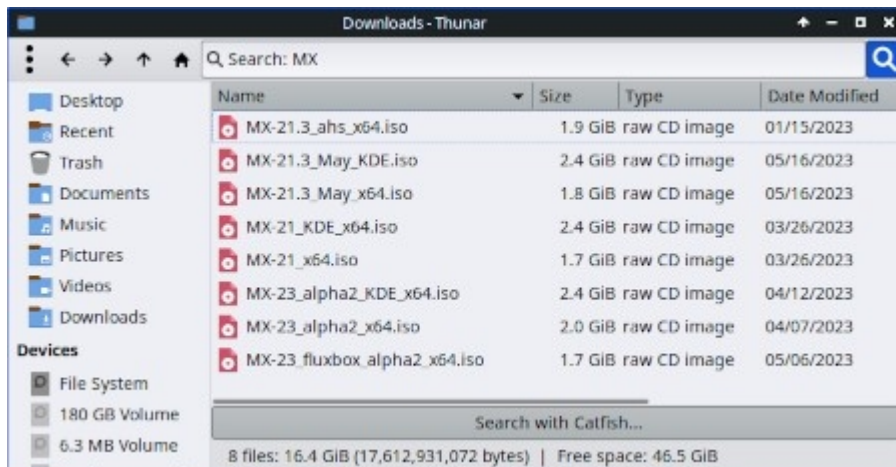 Downloads - Thunar
Search: MX
Name Size Type Date Modified
Desktop
Recent
Trash
Documents
Music
Pictures
Videos
Downloads
Devices
File System
180 GB Volume
6.3 MB Volume
MX-21.3_ahs_x64.iso 1.9 GiB raw CD image 01/15/2023
MX-21.3_May_KDE.iso 2.4 GiB raw CD image 05/16/2023
MX-21.3_May_x64.iso 1.8 GiB raw CD image 05/16/2023
MX-21_KDE_x64.iso 2.4 GiB raw CD image 03/26/2023
MX-21_x64.iso 1.7 GiB raw CD image 03/26/2023
MX-23_alpha2_KDE_x64.iso 2.4 GiB raw CD image 04/12/2023
MX-23_alpha2_x64.iso 2.0 GiB raw CD image 04/07/2023
MX-23_fluxbox_alpha2_x64.iso 1.7 GiB raw CD image 05/06/2023
Search with Catfish...
8 files: 16.4 GiB (17,612,931,072 bytes) | Free space: 46.5 GiB